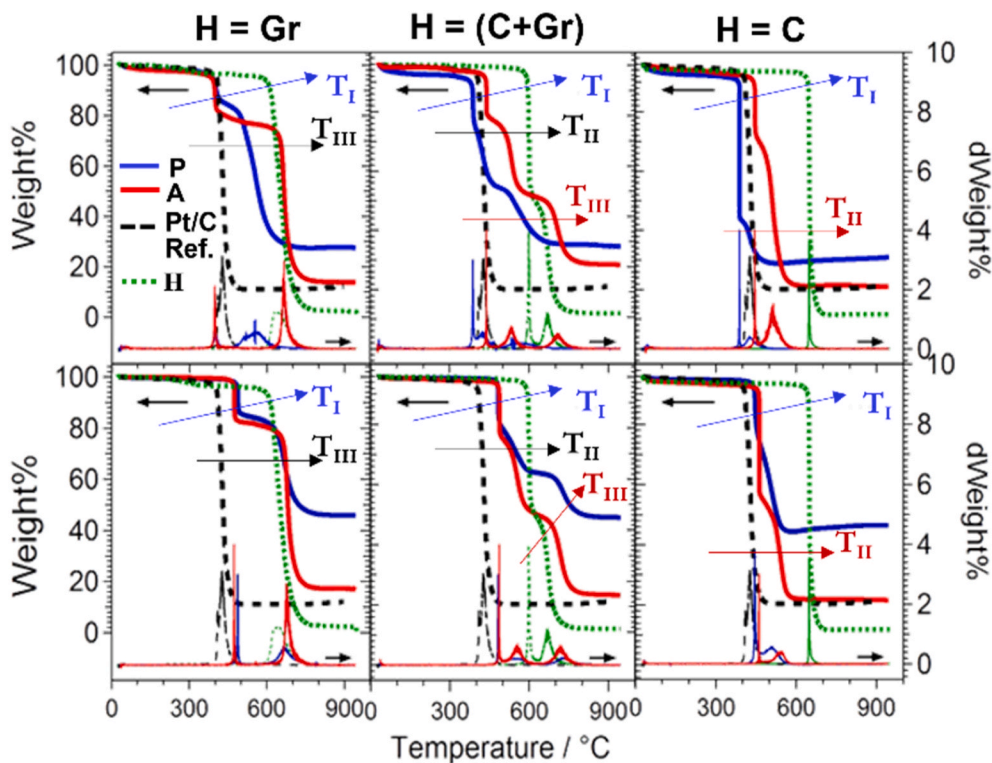 H = Gr
H = (C+Gr)
H = C
100
80
60
40
20
0
Weight%
T_I
T_III
P
A
Pt/C
Ref.
H
T_I
T_II
T_III
T_I
T_II
10
8
6
4
2
0
dWeight%
100
80
60
40
20
0
Weight%
T_I
T_III
T_I
T_II
T_III
T_I
T_II
10
8
6
4
2
0
dWeight%
0
300
600
900
0
300
600
900
0
300
600
900
Temperature / °C